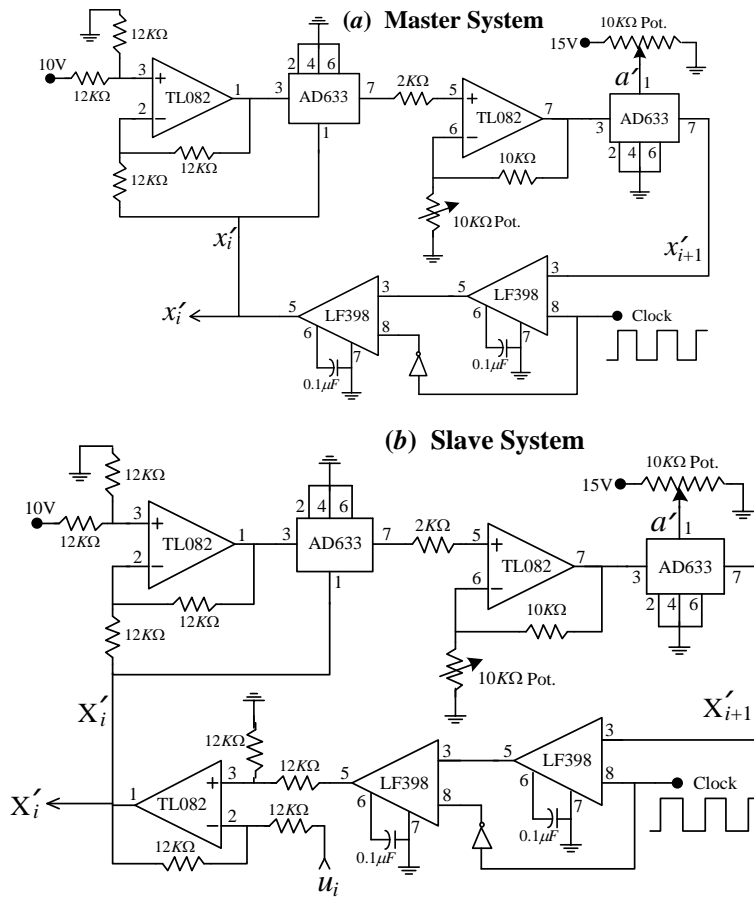 (a) Master System
12KΩ
10V
12KΩ
3
+
2
−
TL082
1
12KΩ
12KΩ
3
2
4
6
AD633
7
1
2KΩ
5
+
6
−
TL082
7
10KΩ
10KΩ Pot.
15V
10KΩ Pot.
a′
1
3
AD633
2
4
6
7
x′i
x′i+1
x′i
5
LF398
3
8
6
7
0.1μF
5
LF398
3
8
6
7
0.1μF
Clock
(b) Slave System
12KΩ
10V
12KΩ
3
+
2
−
TL082
1
12KΩ
12KΩ
3
2
4
6
AD633
7
1
2KΩ
5
+
6
−
TL082
7
10KΩ
10KΩ Pot.
15V
10KΩ Pot.
a′
1
3
AD633
2
4
6
7
X′i
X′i+1
X′i
1
TL082
3
+
2
−
12KΩ
12KΩ
12KΩ
12KΩ
ui
5
LF398
3
8
6
7
0.1μF
5
LF398
3
8
6
7
0.1μF
Clock